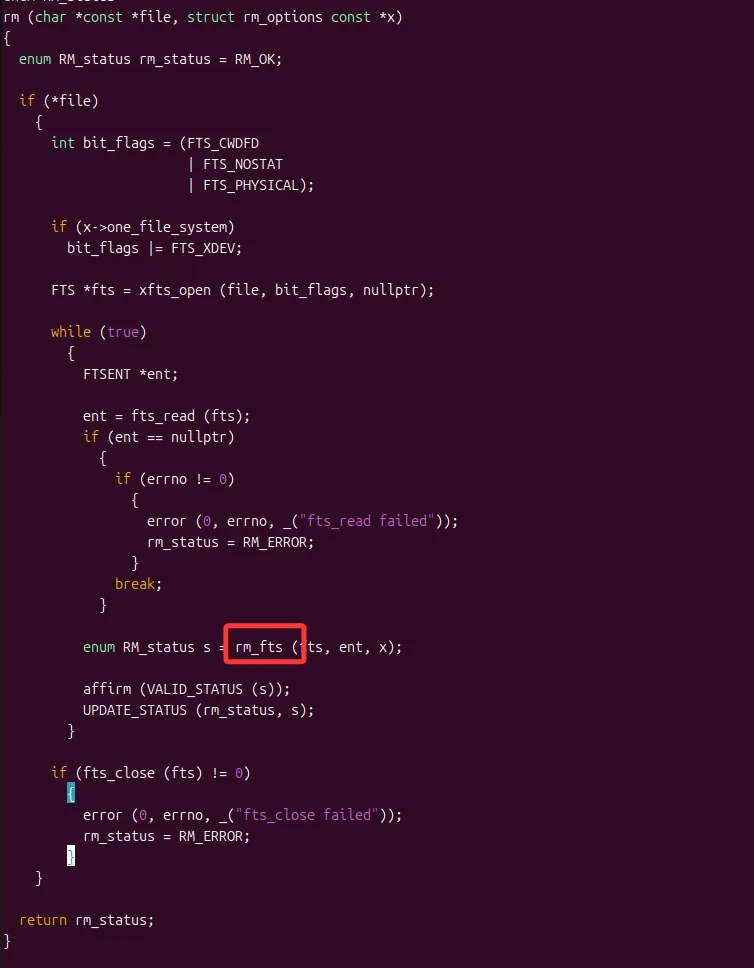 rm (char *const *file, struct rm_options const *x)
{
  enum RM_status rm_status = RM_OK;

  if (*file)
    {
      int bit_flags = (FTS_CWDFD
                       | FTS_NOSTAT
                       | FTS_PHYSICAL);

      if (x->one_file_system)
        bit_flags |= FTS_XDEV;

      FTS *fts = xfts_open (file, bit_flags, nullptr);

      while (true)
        {
          FTSENT *ent;

          ent = fts_read (fts);
          if (ent == nullptr)
            {
              if (errno != 0)
                {
                  error (0, errno, _("fts_read failed"));
                  rm_status = RM_ERROR;
                }
              break;
            }

          enum RM_status s = rm_fts (fts, ent, x);

          affirm (VALID_STATUS (s));
          UPDATE_STATUS (rm_status, s);
        }

      if (fts_close (fts) != 0)
        {
          error (0, errno, _("fts_close failed"));
          rm_status = RM_ERROR;
        }
    }

  return rm_status;
}